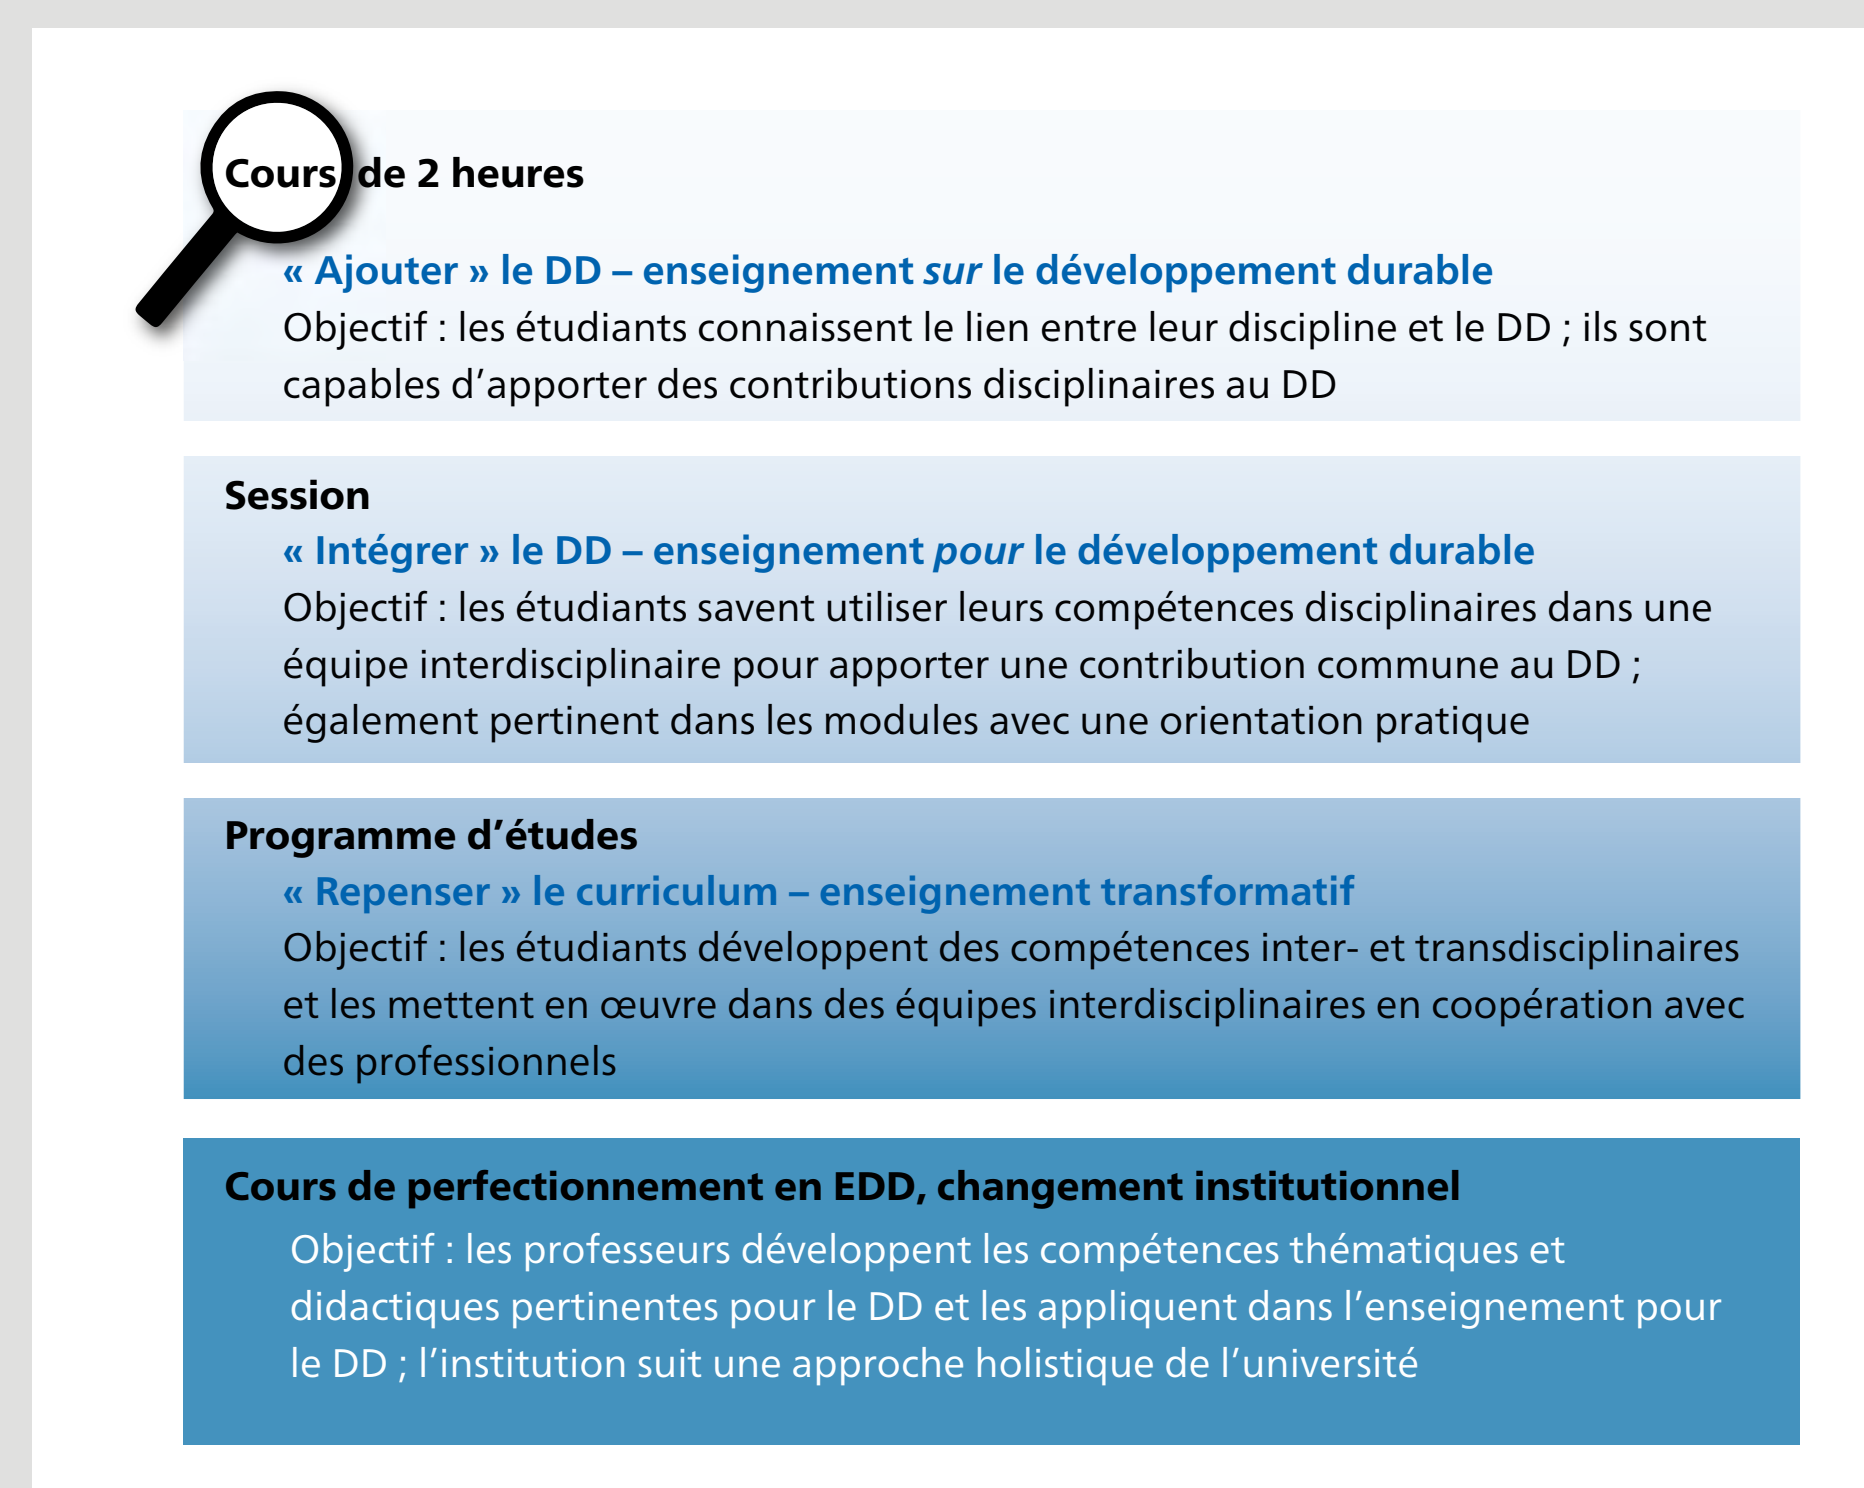 Cours de 2 heures
« Ajouter » le DD – enseignement sur le développement durable
Objectif : les étudiants connaissent le lien entre leur discipline et le DD ; ils sont
capables d’apporter des contributions disciplinaires au DD
Session
« Intégrer » le DD – enseignement pour le développement durable
Objectif : les étudiants savent utiliser leurs compétences disciplinaires dans une
équipe interdisciplinaire pour apporter une contribution commune au DD ;
également pertinent dans les modules avec une orientation pratique
Programme d’études
« Repenser » le curriculum – enseignement transformatif
Objectif : les étudiants développent des compétences inter- et transdisciplinaires
et les mettent en œuvre dans des équipes interdisciplinaires en coopération avec
des professionnels
Cours de perfectionnement en EDD, changement institutionnel
Objectif : les professeurs développent les compétences thématiques et
didactiques pertinentes pour le DD et les appliquent dans l’enseignement pour
le DD ; l’institution suit une approche holistique de l’université